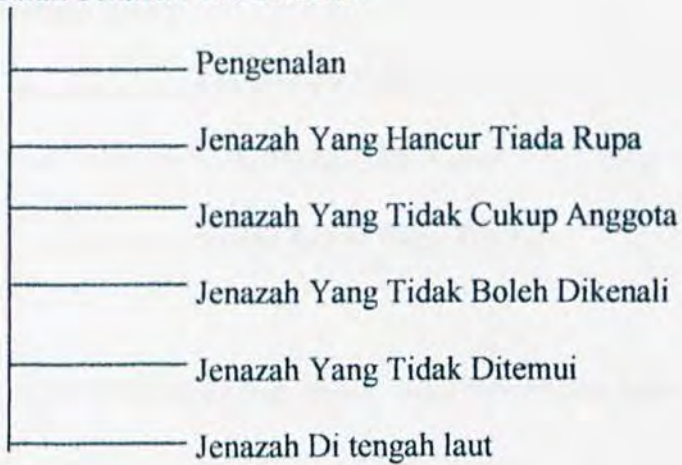 Pengenalan
Jenazah Yang Hancur Tiada Rupa
Jenazah Yang Tidak Cukup Anggota
Jenazah Yang Tidak Boleh Dikenali
Jenazah Yang Tidak Ditemui
Jenazah Di tengah laut